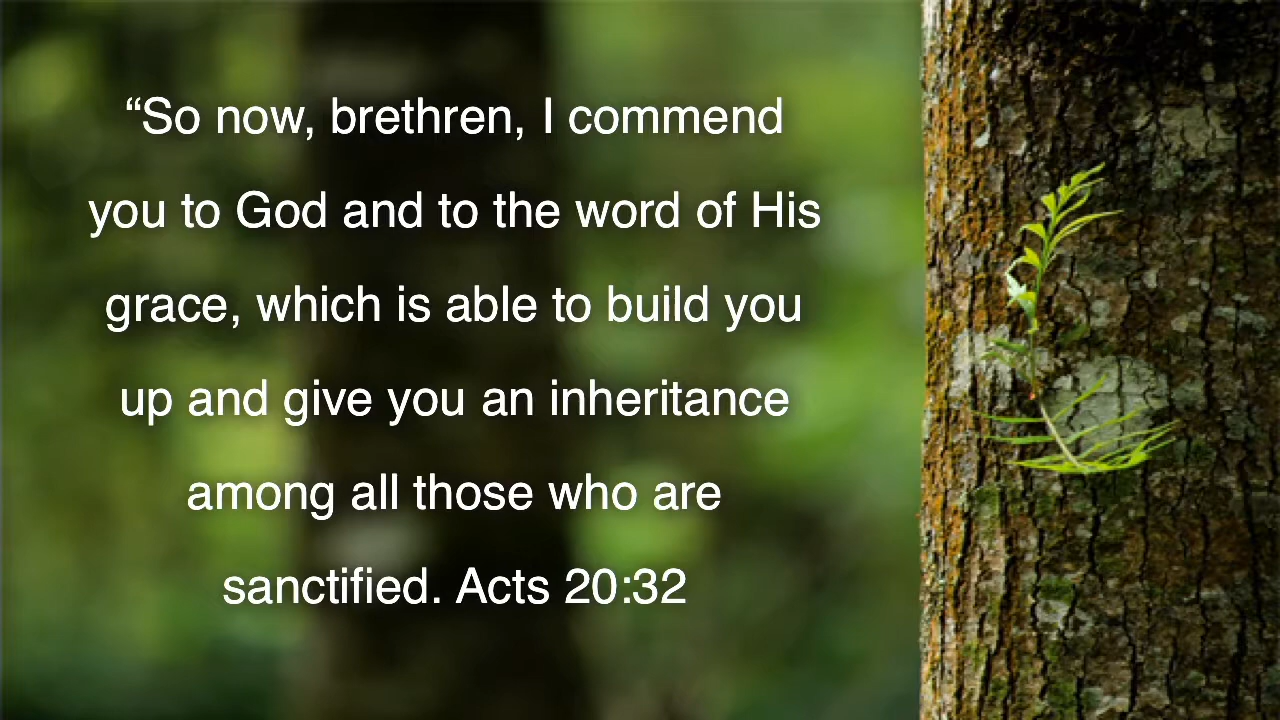 “So now, brethren, I commend
you to God and to the word of His
grace, which is able to build you
up and give you an inheritance
among all those who are
sanctified. Acts 20:32